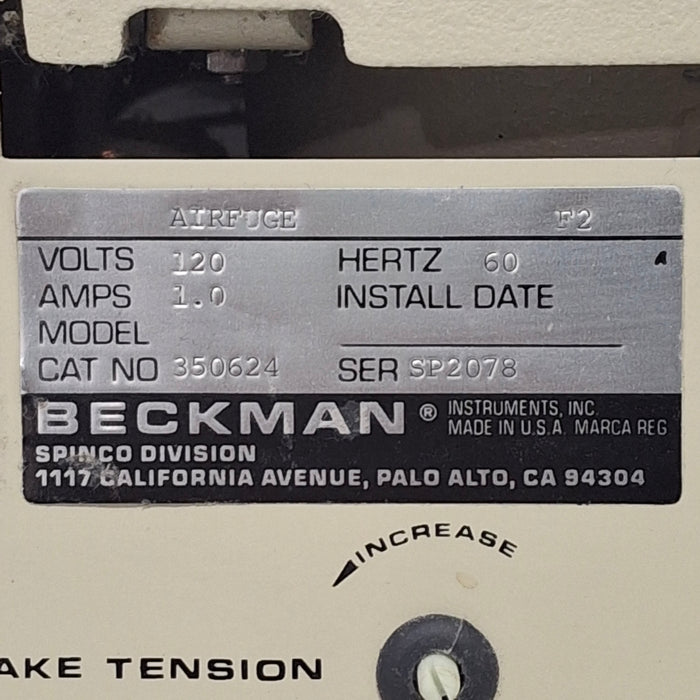 AIRFUGE F2
VOLTS 120 HERTZ 60
AMPS 1.0 INSTALL DATE
MODEL
CAT NO 350624 SER SP2078
BECKMAN ® INSTRUMENTS, INC.
MADE IN U.S.A. MARCA REG
SPINCO DIVISION
1117 CALIFORNIA AVENUE, PALO ALTO, CA 94304
INCREASE
AKE TENSION